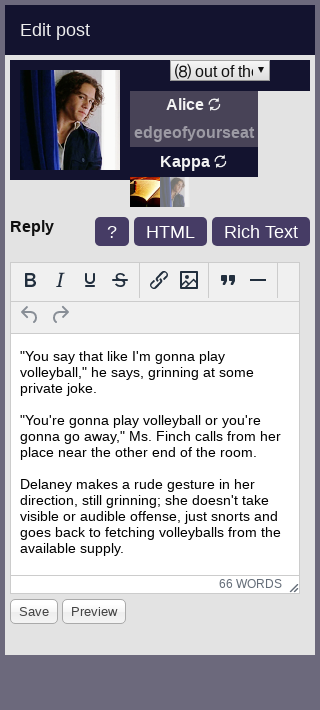 Edit post
(8) out of the
Alice
edgeofyourseat
Kappa
Reply
? HTML Rich Text
B I U S
"You say that like I'm gonna play
volleyball," he says, grinning at some
private joke.
"You're gonna play volleyball or you're
gonna go away," Ms. Finch calls from her
place near the other end of the room.
Delaney makes a rude gesture in her
direction, still grinning; she doesn't take
visible or audible offense, just snorts and
goes back to fetching volleyballs from the
available supply.
66 WORDS
Save Preview